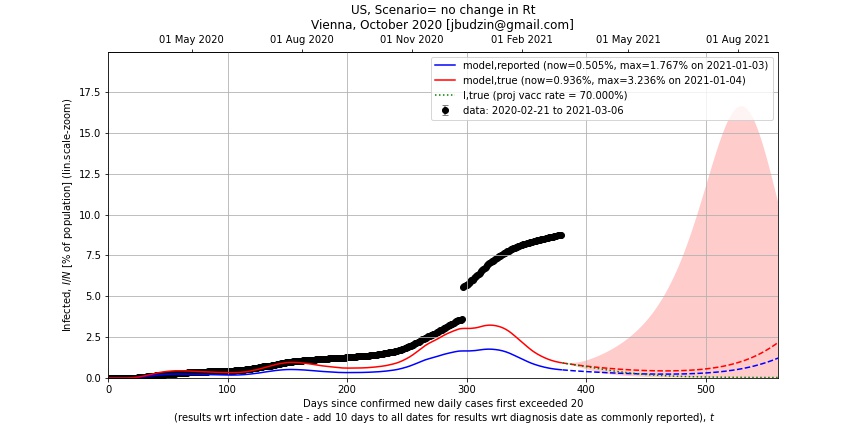 US, Scenario= no change in Rt
Vienna, October 2020 [jbudzin@gmail.com]
01 May 2020 01 Aug 2020 01 Nov 2020 01 Feb 2021 01 May 2021 01 Aug 2021
model,reported (now=0.505%, max=1.767% on 2021-01-03)
model,true (now=0.936%, max=3.236% on 2021-01-04)
I,true (proj vacc rate = 70.000%)
data: 2020-02-21 to 2021-03-06
Infected, I/N [% of population] (lin.scale-zoom)
17.5
15.0
12.5
10.0
7.5
5.0
2.5
0.0
0 100 200 300 400 500
Days since confirmed new daily cases first exceeded 20
(results wrt infection date - add 10 days to all dates for results wrt diagnosis date as commonly reported), t